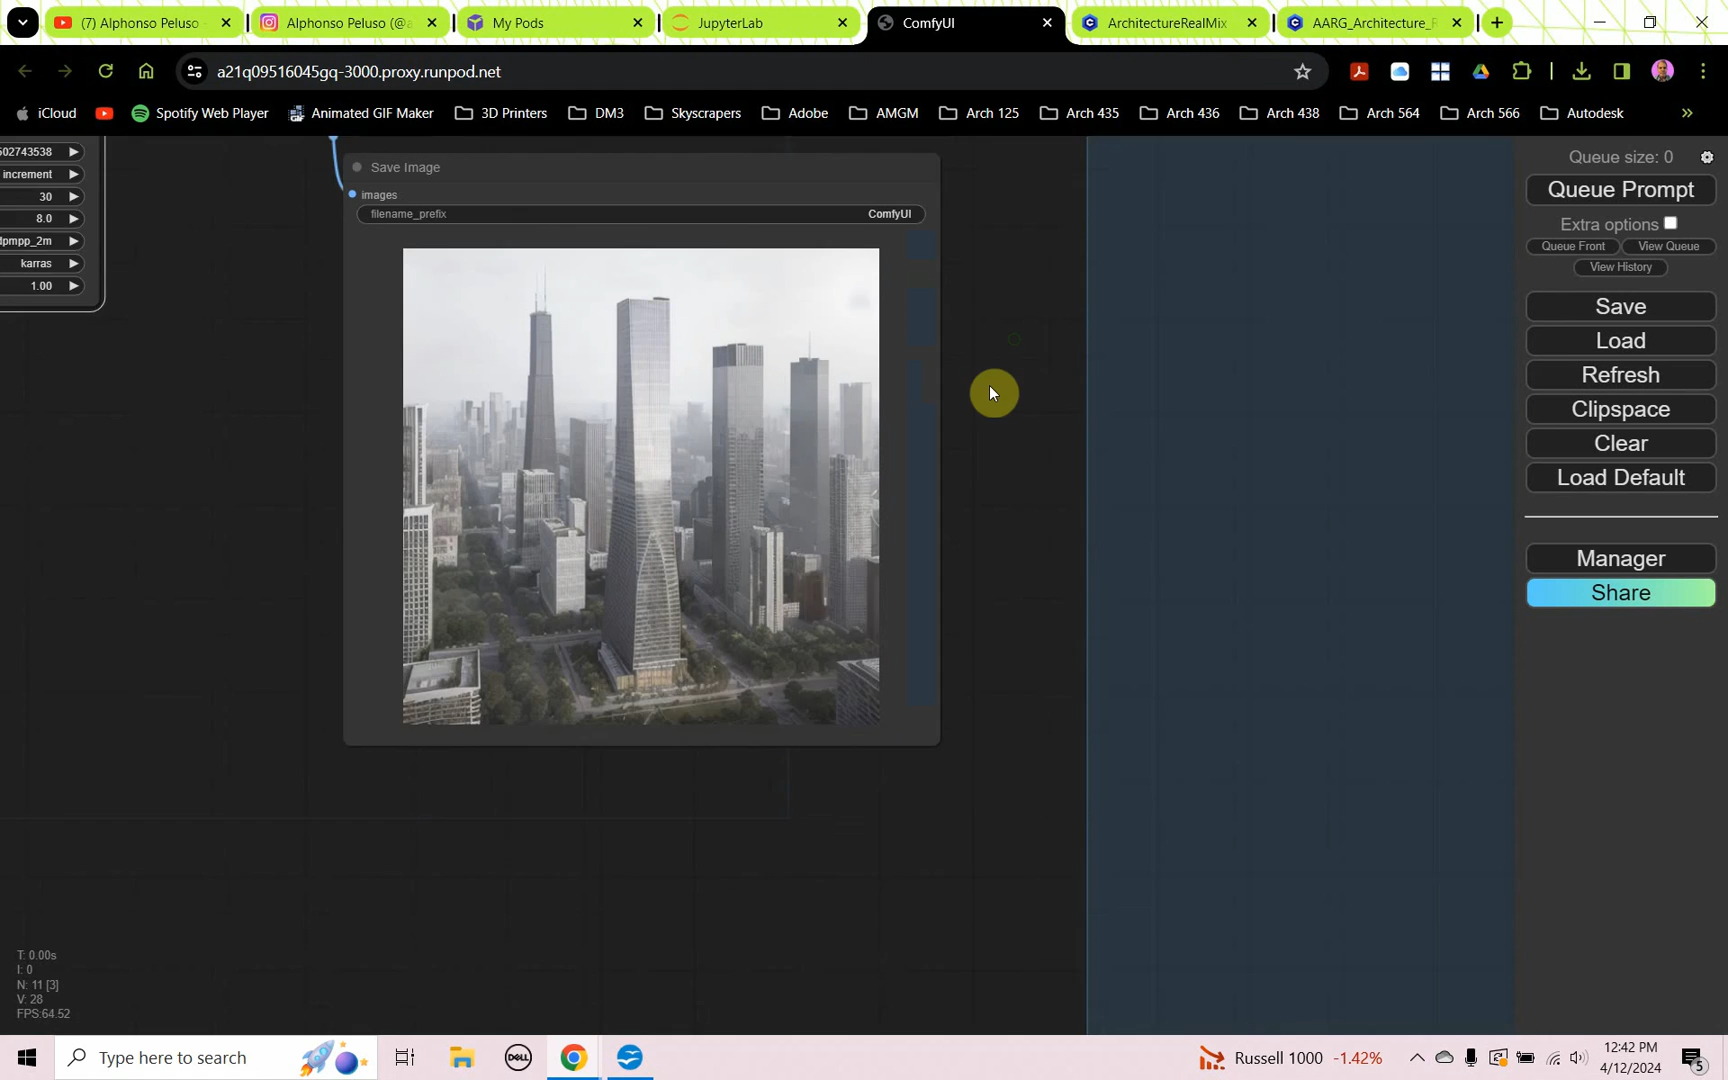 (7) Alphonso Peluso
Alphonso Peluso (@a
My Pods
JupyterLab
ComfyUI
ArchitectureRealMix
AARG_Architecture_R
a21q09516045gq-3000.proxy.runpod.net
iCloud
Spotify Web Player
Animated GIF Maker
3D Printers
DM3
Skyscrapers
Adobe
AMGM
Arch 125
Arch 435
Arch 436
Arch 438
Arch 564
Arch 566
Autodesk
»
502743538
increment
30
8.0
dpmpp_2m
karras
1.00
Save Image
images
filename_prefix ComfyUI
Queue size: 0
Queue Prompt
Extra options
Queue Front
View Queue
View History
Save
Load
Refresh
Clipspace
Clear
Load Default
Manager
Share
T: 0.00s
I: 0
N: 11 [3]
V: 28
FPS:64.52
Type here to search
DELL
Russell 1000 -1.42%
12:42 PM
4/12/2024
5